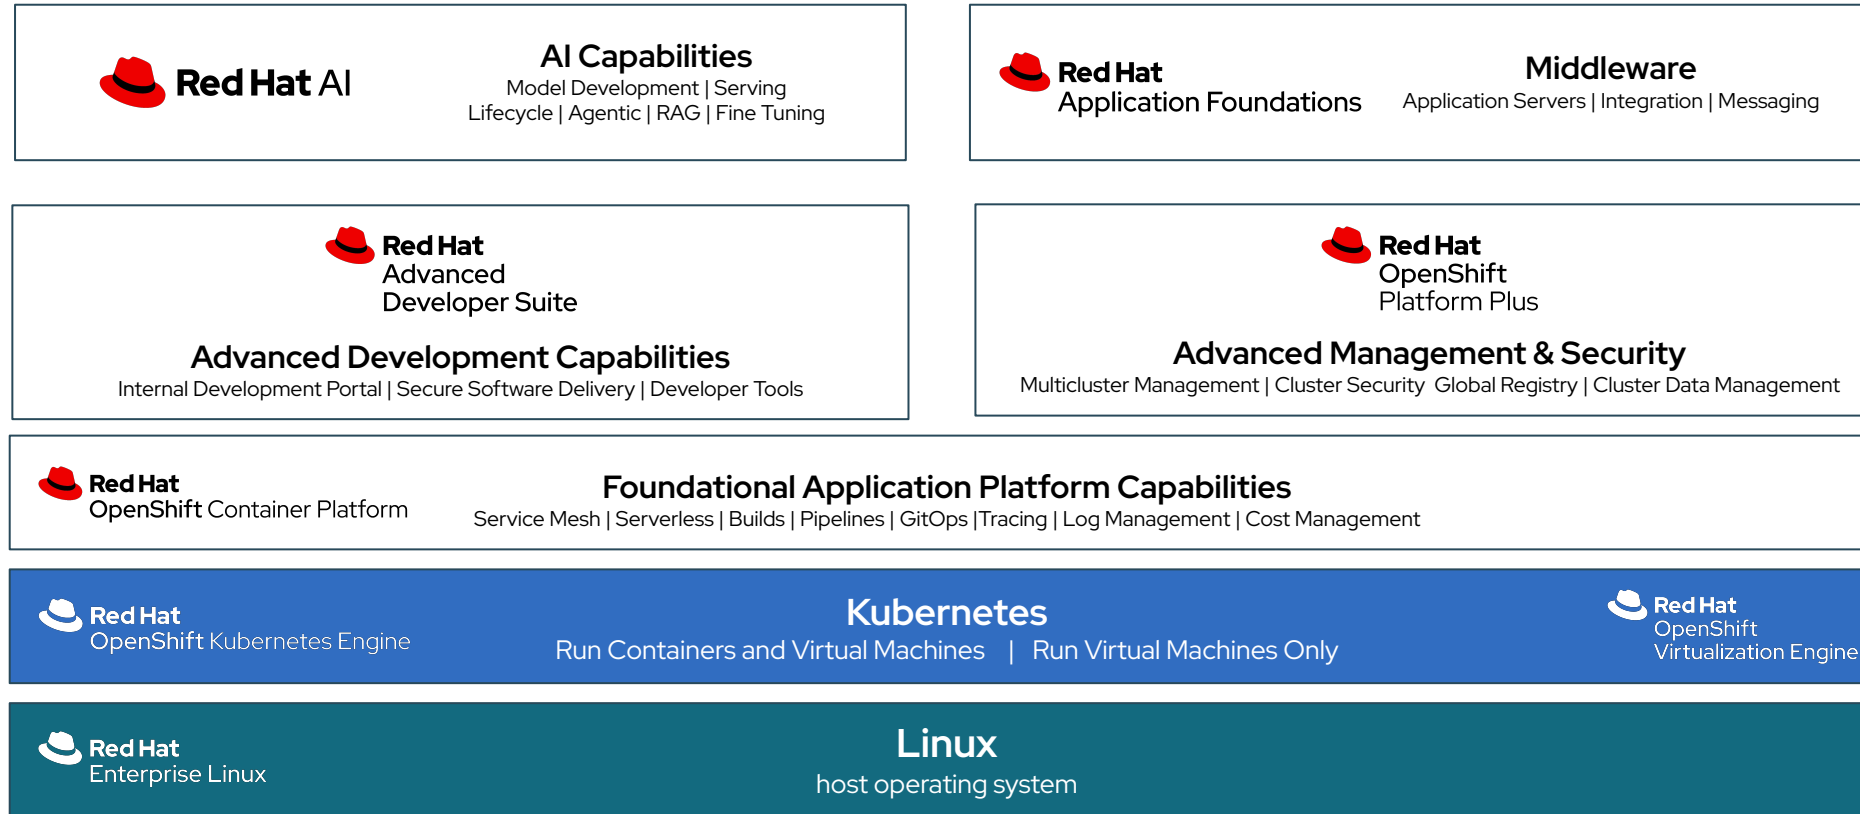 Red Hat AI
AI Capabilities
Model Development | Serving
Lifecycle | Agentic | RAG | Fine Tuning
Red Hat
Application Foundations
Middleware
Application Servers | Integration | Messaging
Red Hat
Advanced
Developer Suite
Advanced Development Capabilities
Internal Development Portal | Secure Software Delivery | Developer Tools
Red Hat
OpenShift
Platform Plus
Advanced Management & Security
Multicluster Management | Cluster Security  Global Registry | Cluster Data Management
Red Hat
OpenShift Container Platform
Foundational Application Platform Capabilities
Service Mesh | Serverless | Builds | Pipelines | GitOps |Tracing | Log Management | Cost Management
Red Hat
OpenShift Kubernetes Engine
Kubernetes
Run Containers and Virtual Machines | Run Virtual Machines Only
Red Hat
OpenShift
Virtualization Engine
Red Hat
Enterprise Linux
Linux
host operating system